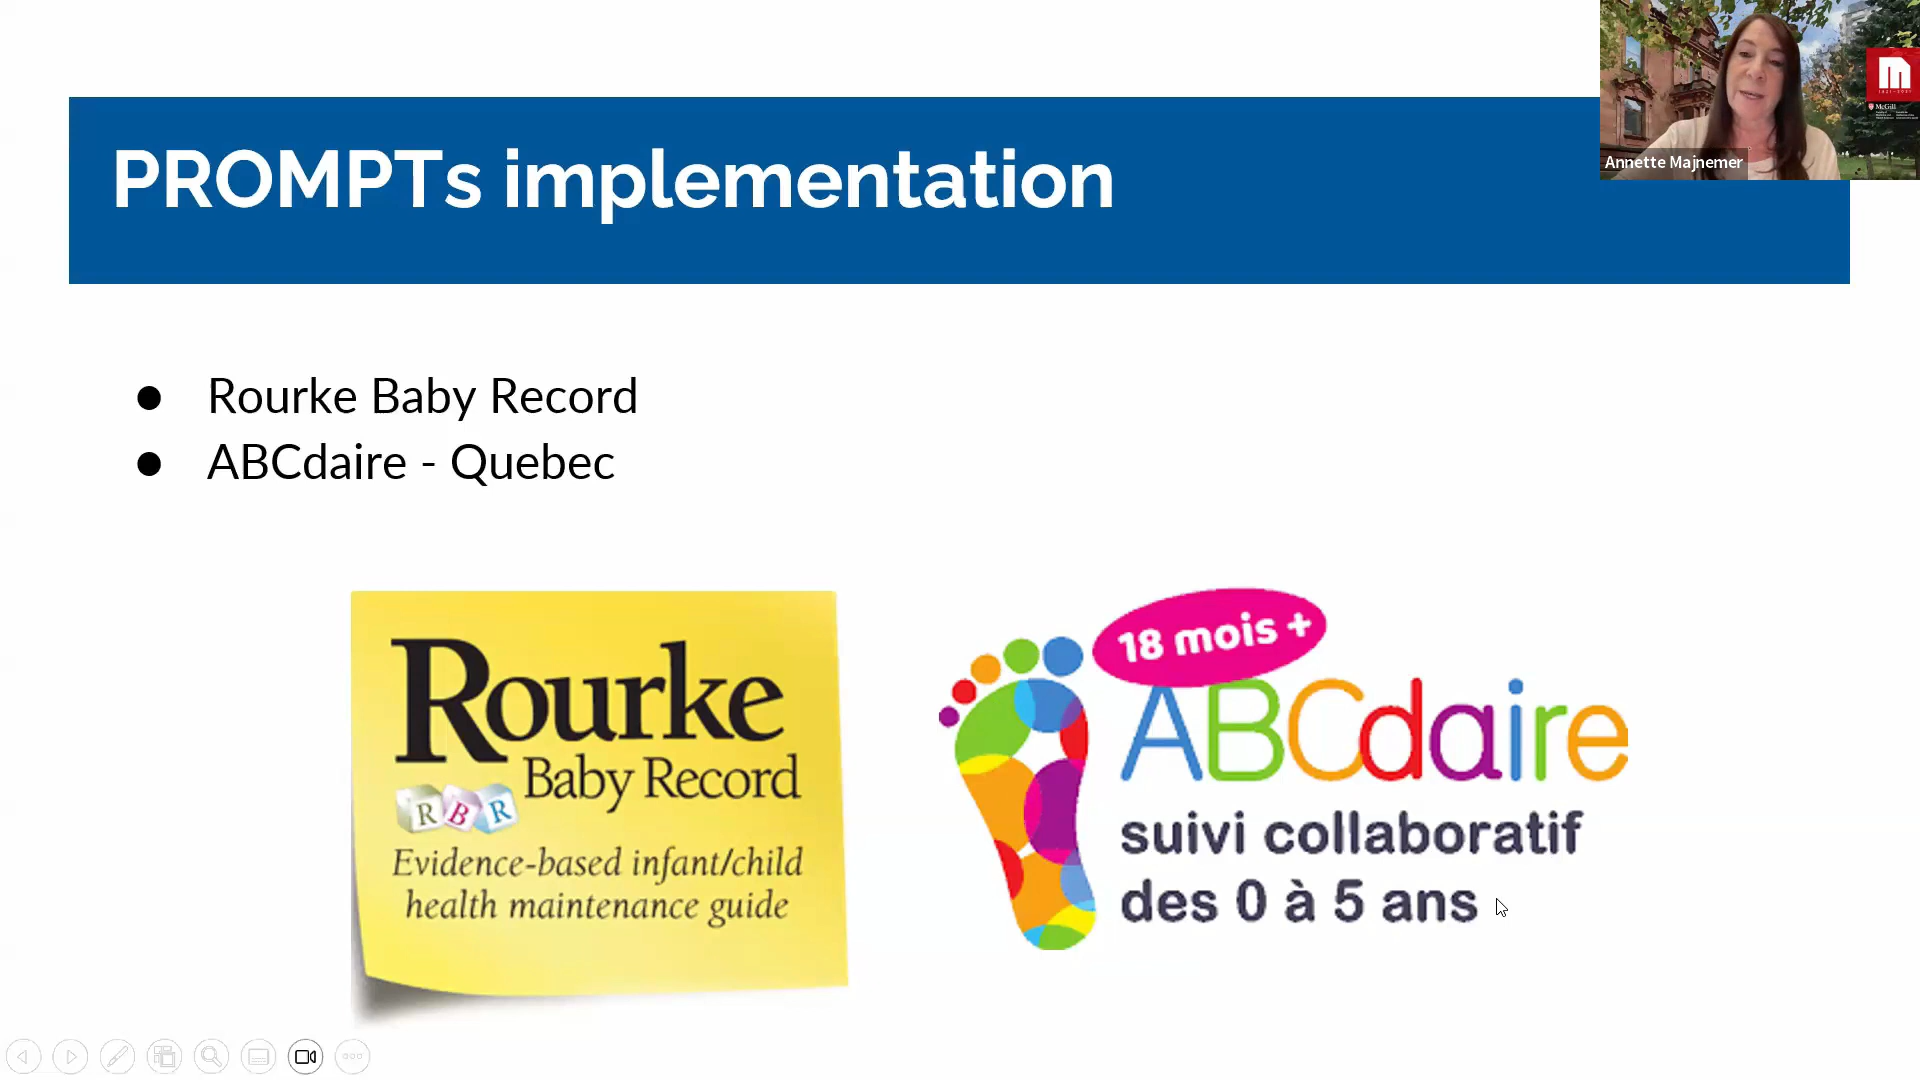 PROMPTs implementation
Annette Majnemer
McGill
● Rourke Baby Record
● ABCdaire - Quebec
Rourke
Baby Record
R B R
Evidence-based infant/child
health maintenance guide
18 mois +
ABCdaire
suivi collaboratif
des 0 à 5 ans